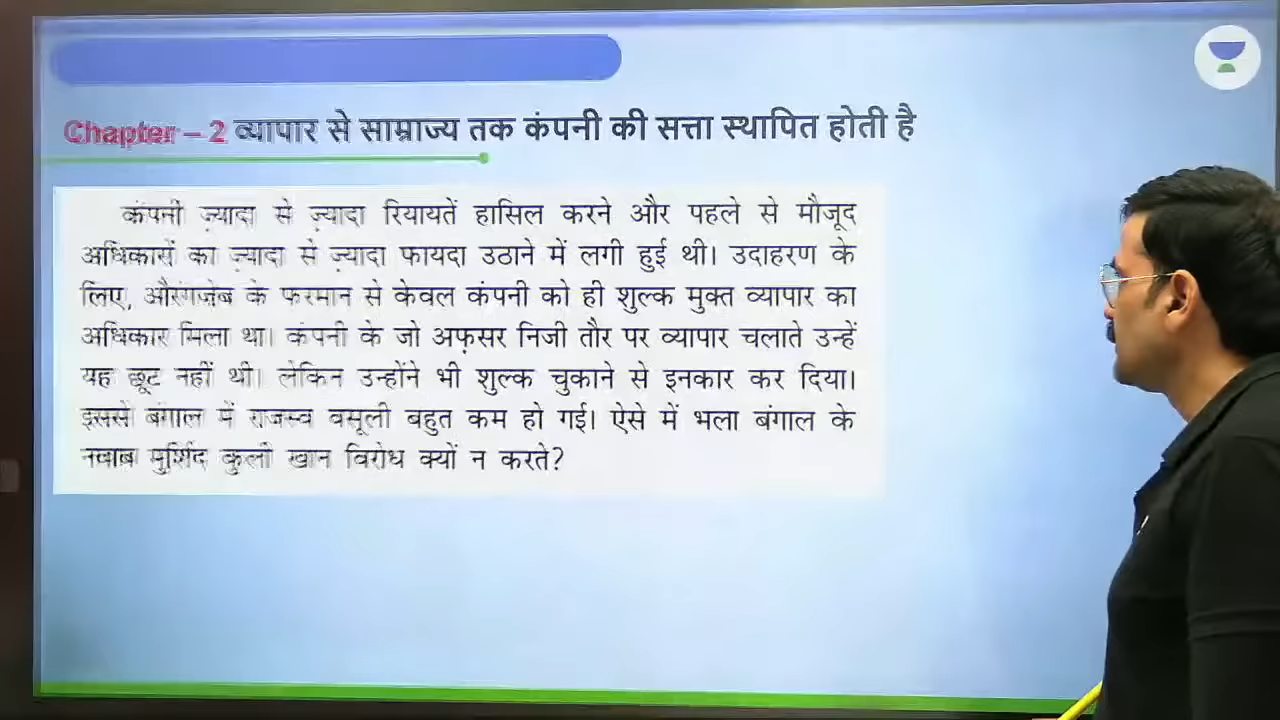 Chapter – 2 व्यापार से साम्राज्य तक कंपनी की सत्ता स्थापित होती है
कंपनी ज़्यादा से ज़्यादा रियायतें हासिल करने और पहले से मौजूद
अधिकारों का ज़्यादा से ज़्यादा फायदा उठाने में लगी हुई थी। उदाहरण के
लिए, औरंगज़ेब के फरमान से केवल कंपनी को ही शुल्क मुक्त व्यापार का
अधिकार मिला था। कंपनी के जो अफ़सर निजी तौर पर व्यापार चलाते उन्हें
यह छूट नहीं थी। लेकिन उन्होंने भी शुल्क चुकाने से इनकार कर दिया।
इससे बंगाल में राजस्व वसूली बहुत कम हो गई। ऐसे में भला बंगाल के
नवाब मुर्शिद कुली खान विरोध क्यों न करते?